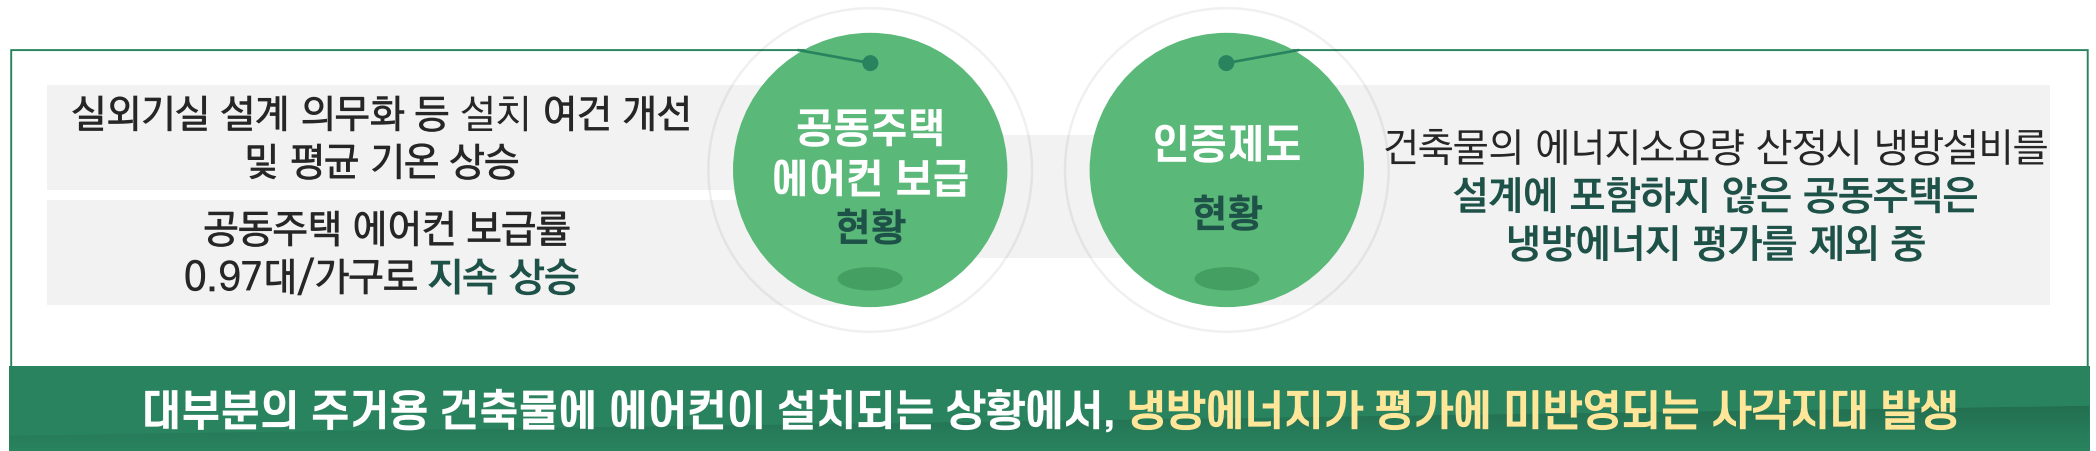 실외기실 설계 의무화 등 설치 여건 개선
및 평균 기온 상승
공동주택 에어컨 보급률
0.97대/가구로 지속 상승
공동주택
에어컨 보급
현황
인증제도
현황
건축물의 에너지소요량 산정시 냉방설비를
설계에 포함하지 않은 공동주택은
냉방에너지 평가를 제외 중
대부분의 주거용 건축물에 에어컨이 설치되는 상황에서, 냉방에너지가 평가에 미반영되는 사각지대 발생